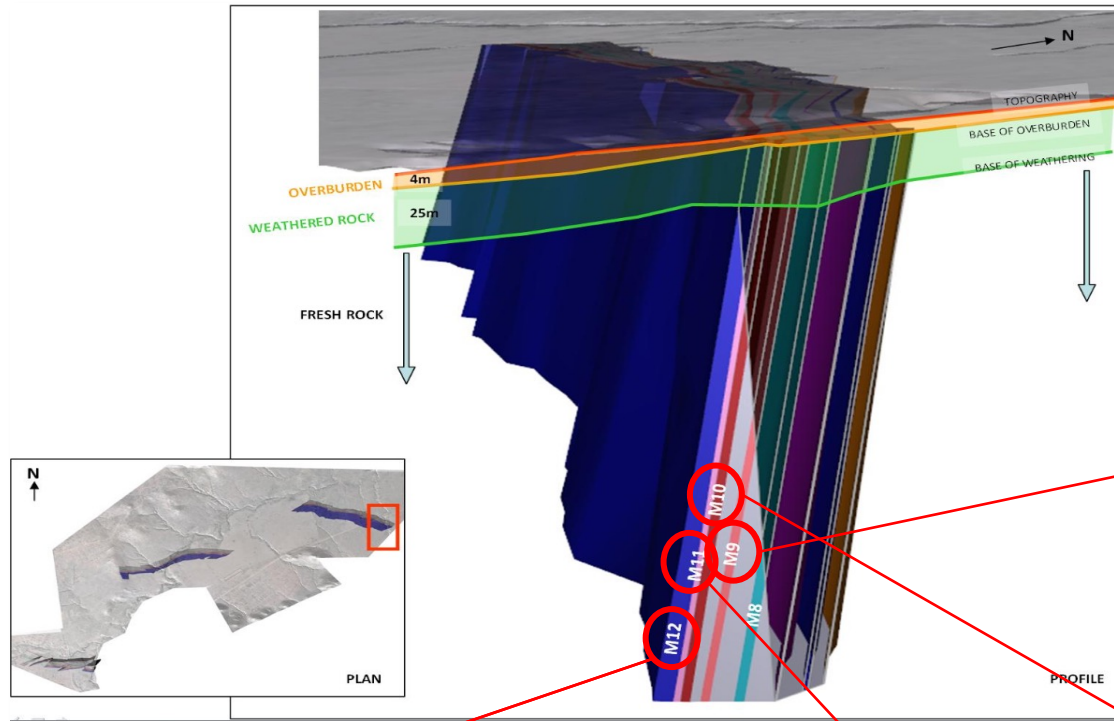 N
TOPOGRAPHY
BASE OF OVERBURDEN
BASE OF WEATHERING
OVERBURDEN
4m
WEATHERED ROCK
25m
FRESH ROCK
M10
M9
M11
M8
M12
N
PLAN
PROFILE